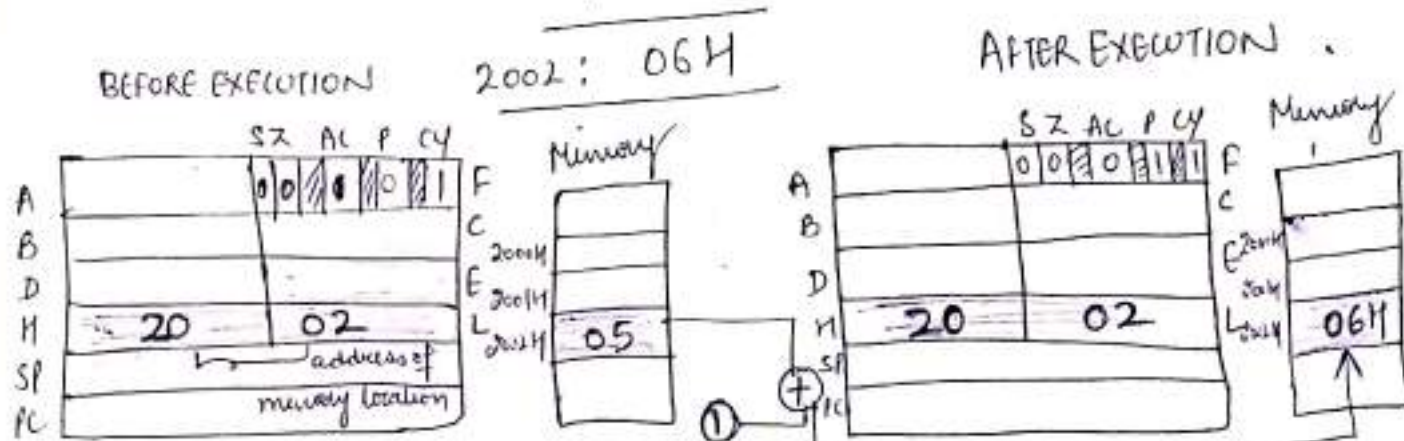 2002: 06H
BEFORE EXECUTION
AFTER EXECUTION.
S Z AC P CY
Memory
S Z AC P CY
Memory
A 0 0 0 1 F
A 0 0 0 1 1 F
B C
B C
2000H
D E
D E
2001H
H 20 02 L 2002H 05
H 20 02 L 2002H 06H
SP address of
SP
PC memory location
1 +
PC